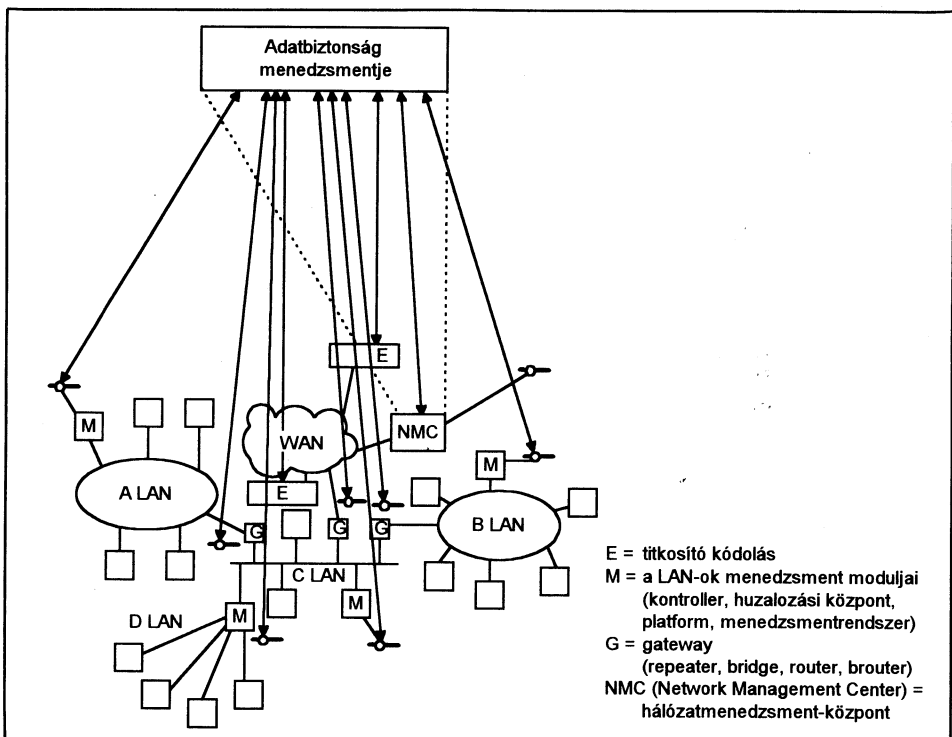 Adatbiztonság
menedzsmentje
E
M
WAN
NMC
M
A LAN
E
B LAN
G
G
G
C LAN
M
M
D LAN
E = titkosító kódolás
M = a LAN-ok menedzsment moduljai
(kontroller, huzalozási központ,
platform, menedzsmentrendszer)
G = gateway
(repeater, bridge, router, brouter)
NMC (Network Management Center) =
hálózatmenedzsment-központ